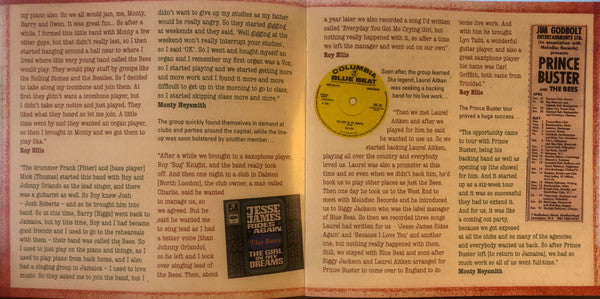 my piano also. So we all would jam, me, Monty,
Barry and Owen. It was great fun... So after a
while, I formed this little band with Monty a few
other guys, but that didn't really last, so I then
started hanging around a hall near to where I
lived where this very young band called the Bees
would play. They would play stuff by groups like
the Rolling Stones and the Beatles. So I decided
to take along my trombone and join them. At
first they didn't want a trombone player, but
I didn't take any notice and just played. They
liked what they heard so let me join. A little
time went by and they wanted an organ player,
so then I brought Monty and we got them to
play Ska."
Roy Ellis
"The drummer Frank [Pitter] and [bass player]
Mick [Thomas] started this band with Roy and
Johnny Orlando as the lead singer, and there
was a guitarist as well. Roy knew Josh
- Josh Roberts - and so he brought him into
band. So at this time, Barry [Biggs] went back to
Jamaica, but by this time, Roy and I had became
good friends and I used to go to the rehearsals
with them - their band was called the Bees. So
I used to just play on the piano and things, as I
used to play piano from back home, and I also
had a singing group in Jamaica - I used to love
music. So they asked me to join the band, but I
didn't want to give up my studies as my father
would be really angry. So they started gigging
at weekends and they said, 'Well gigging at the
weekend won't really interrupt your studies',
so I said 'OK'. So I went and bought myself an
organ and I remember my first organ was a Vox,
so I started playing and we started getting more
and more work and I found it more and more
difficult to get up in the morning to go to class,
so I started skipping class more and more."
Monty Neysmith
The group quickly found themselves in demand at
clubs and parties around the capital, while the line-
up was soon bolstered by another member...
"After a while we brought in a saxophone player,
Roy 'Bug' Knight, and the band really took
off. And then one night in a club in Dalston
[North London], the club owner, a man called
Charlie, said he wanted
to manage us, so
we agreed. But he
said he wanted me
to sing lead as I had
a better voice [than
Johnny Orlando],
so he left and I took
over singing lead of
the Bees. Then, about
JESSE
JAMES
RIDES
AGAIN
The Bees
THE GIRL
IN MY
DREAMS
a year later we also recorded a song I'd written
called 'Everyday You Got Me Crying Girl', but
nothing really happened with it, so after a time
we left the manager and went out on our own"
Roy Ellis
COLUMBIA
BLUE BEAT
Soon after, the group learned
Ska legend, Laurel Aitken
was seeking a backing
band for his live work...
"Then we met Laurel
Aitken and after we
played for him he said
he wanted to use us. So we
started backing Laurel Aitken,
playing all over the country and everybody
loved us. Laurel was also a promoter at this
time and so even when we didn't back him, he'd
book us to play other places as just the Bees.
Then one day he took us to the West End to
meet with Melodisc Records and he introduced us
to Siggy Jackson who was the label manager
of Blue Beat. So then we recorded three songs
Laurel had written for us - 'Jesse James Rides
Again' and 'Because I Love You' and another
one, but nothing really happened with them.
Still, we stayed with Blue Beat and soon after
Siggy Jackson and Laurel Aitken arranged for
Prince Buster to come over to England to do
some live work. And
with him he brought
Lyn Taitt, a wonderful
guitar player, and also a
great saxophone player,
his name was Carl
Griffith, both came from
Trinidad."
Roy Ellis
The Prince Buster tour
proved a huge success...
"The opportunity came
to tour with Prince
Buster, being his
backing band as well as
opening up [the shows]
for him. And it started
up as a six-week tour
and it was so successful
they had to extend it.
And for us, it was like
a coming out party,
because we got exposed
all the clubs and so many of the agencies and
everybody wanted us back. So after Prince
Buster left [to return to Jamaica], we had so
much work so all of us went full-time."
Monty Neysmith
JIM GODBOLT
ENTERTAINMENTS LTD.
(in association with
Melodisc Records)
Presents
PRINCE
BUSTER
with THE BEES